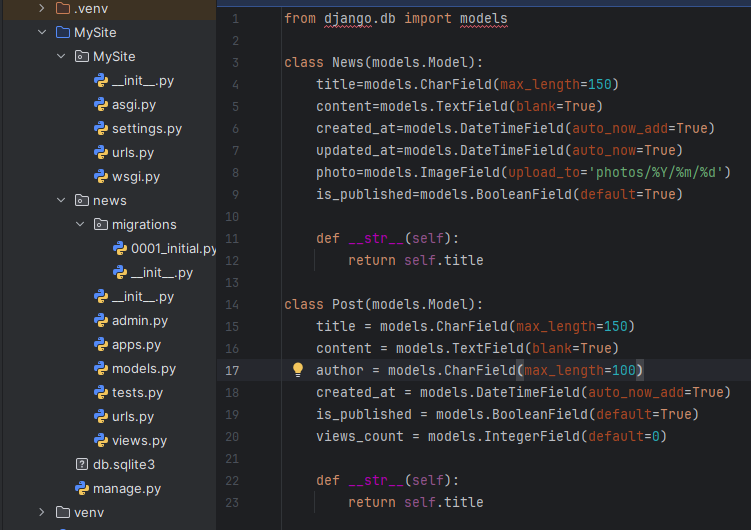 .venv
MySite
MySite
__init__.py
asgi.py
settings.py
urls.py
wsgi.py
news
migrations
0001_initial.py
__init__.py
__init__.py
admin.py
apps.py
models.py
tests.py
urls.py
views.py
db.sqlite3
manage.py
venv
1 from django.db import models
2
3 class News(models.Model):
4     title=models.CharField(max_length=150)
5     content=models.TextField(blank=True)
6     created_at=models.DateTimeField(auto_now_add=True)
7     updated_at=models.DateTimeField(auto_now=True)
8     photo=models.ImageField(upload_to='photos/%Y/%m/%d')
9     is_published=models.BooleanField(default=True)
10
11     def __str__(self):
12         return self.title
13
14 class Post(models.Model):
15     title = models.CharField(max_length=150)
16     content = models.TextField(blank=True)
17     author = models.CharField(max_length=100)
18     created_at = models.DateTimeField(auto_now_add=True)
19     is_published = models.BooleanField(default=True)
20     views_count = models.IntegerField(default=0)
21
22     def __str__(self):
23         return self.title